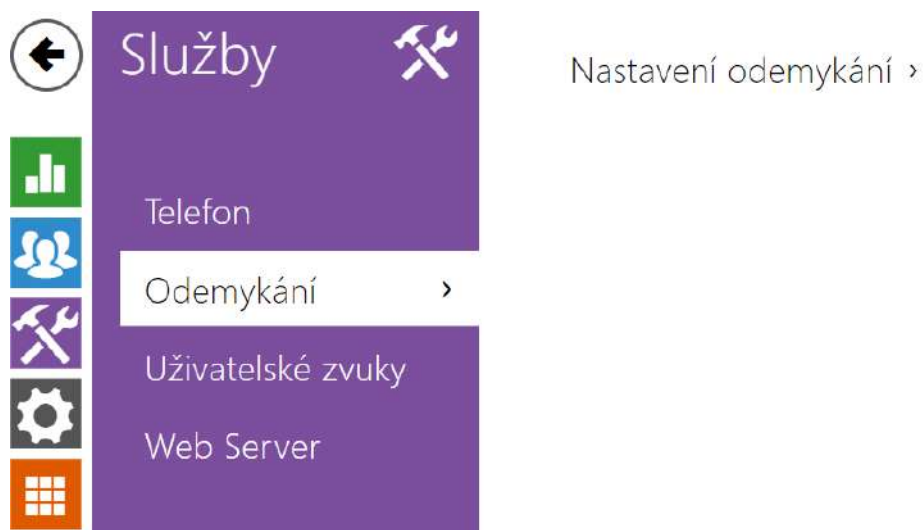 Služby
Nastavení odemykání ›
Telefon
Odemykání ›
Uživatelské zvuky
Web Server